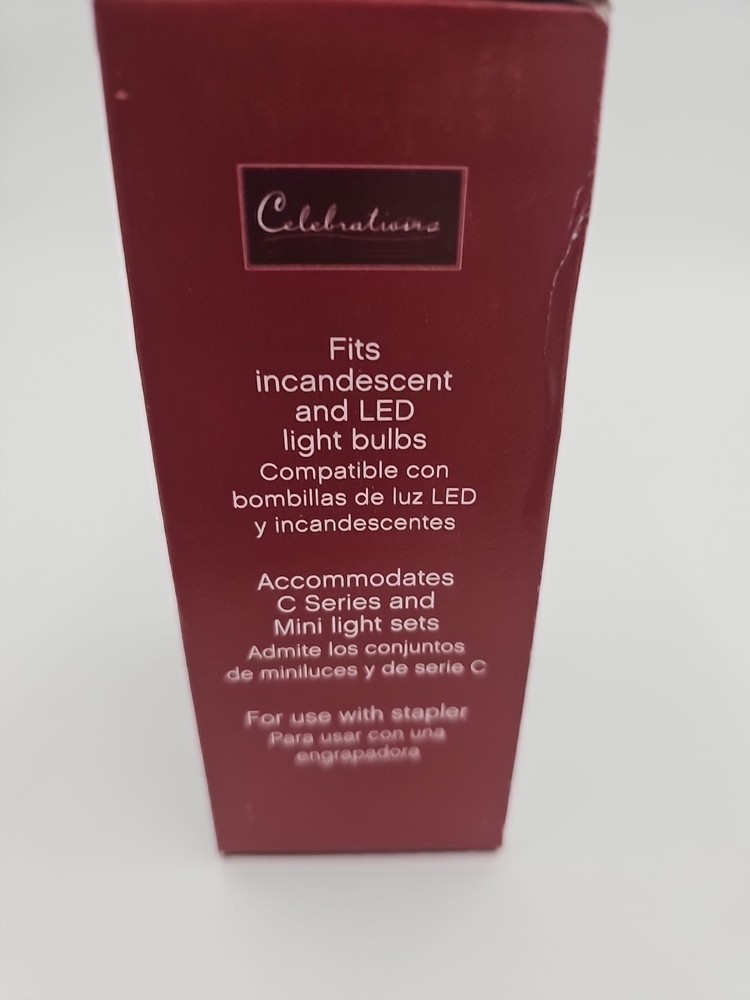 Celebrations
Fits
incandescent
and LED
light bulbs
Compatible con
bombillas de luz LED
y incandescentes
Accommodates
C Series and
Mini light sets
Admite los conjuntos
de miniluces y de serie C
For use with stapler
Para usar con una
engrapadora